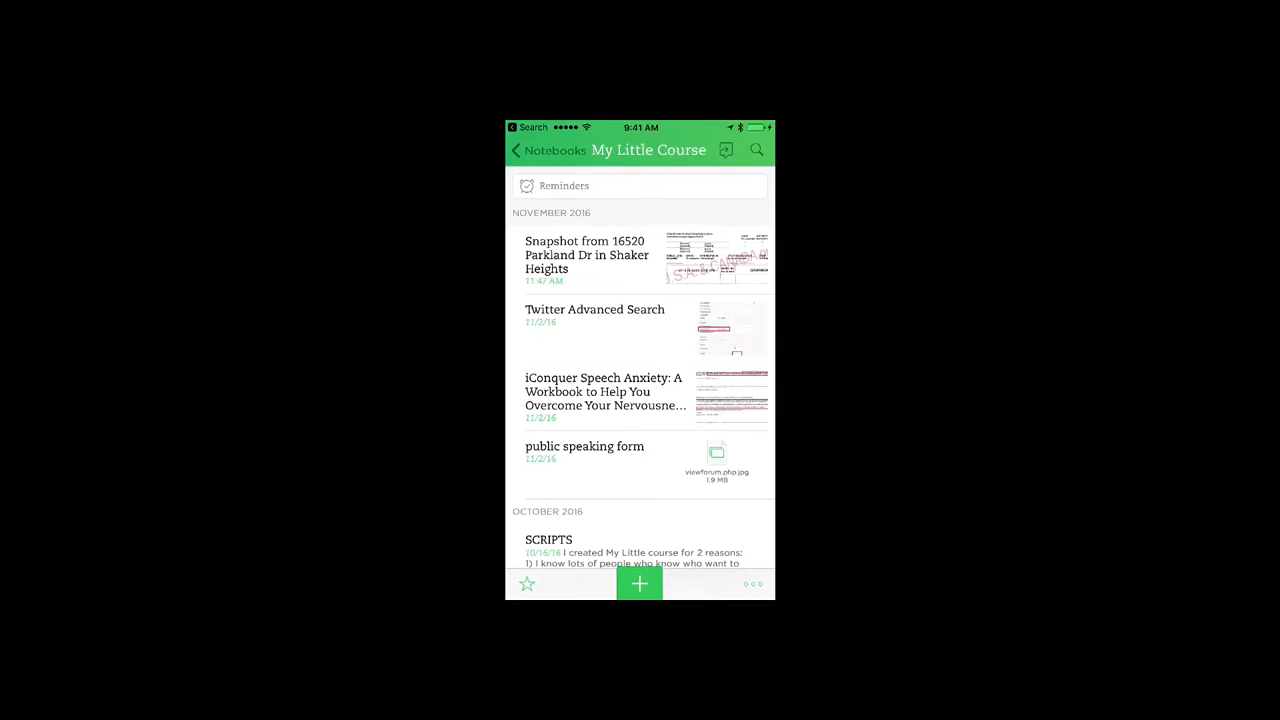 Search 9:41 AM
Notebooks My Little Course
Reminders
NOVEMBER 2016
Snapshot from 16520
Parkland Dr in Shaker
Heights
11:47 AM
U.S.A. & CANADA
Twitter Advanced Search
11/2/16
iConquer Speech Anxiety: A
Workbook to Help You
Overcome Your Nervousne...
11/2/16
public speaking form
11/2/16
viewforum.php.jpg
1.9 MB
OCTOBER 2016
SCRIPTS
10/16/16 I created My Little course for 2 reasons:
1) I know lots of people who know who want to